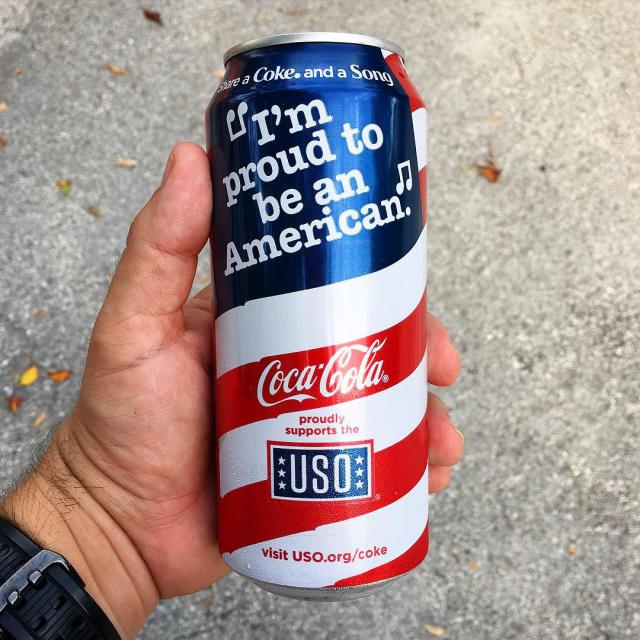 Share a Coke® and a Song
"I'm
proud to
be an
American."
Coca-Cola®
proudly
supports the
USO®
visit USO.org/coke